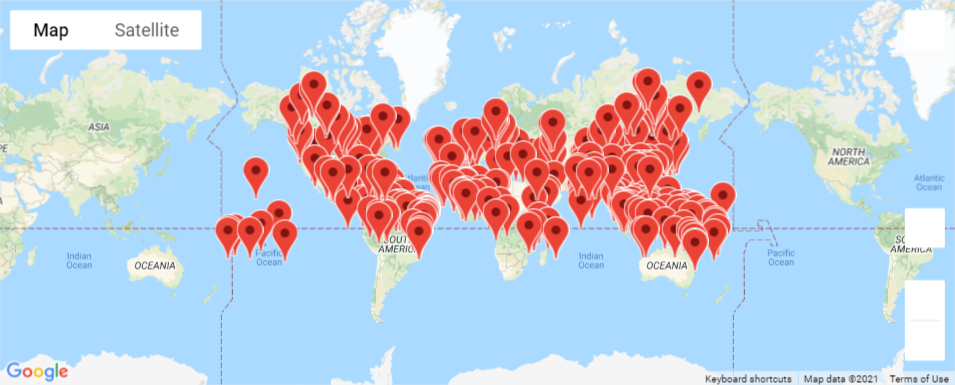 Map
Satellite
ASIA
PE
NORTH
AMERICA
Atlantic
Ocean
Pacific
Ocean
Indian
Ocean
OCEANIA
SOUTH
AMERICA
Indian
Ocean
OCEANIA
Pacific
Ocean
Google
Keyboard shortcuts
Map data ©2021
Terms of Use